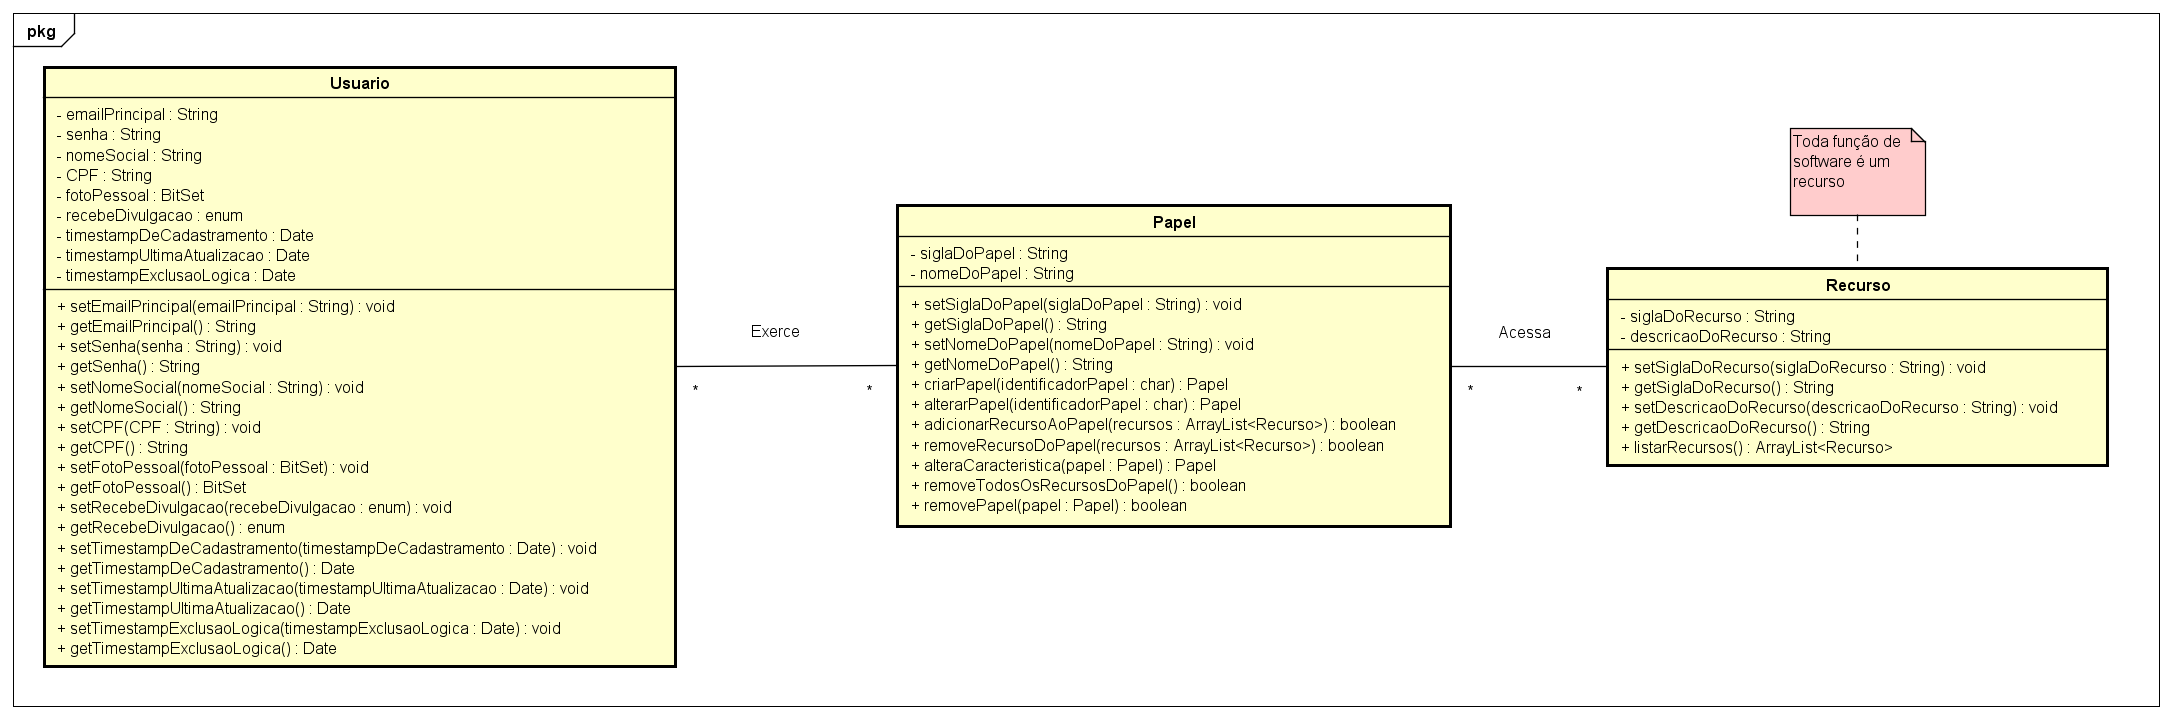 pkg
Usuario
- emailPrincipal : String
- senha : String
- nomeSocial : String
- CPF : String
- fotoPessoal : BitSet
- recebeDivulgacao : enum
- timestampDeCadastramento : Date
- timestampUltimaAtualizacao : Date
- timestampExclusaoLogica : Date
+ setEmailPrincipal(emailPrincipal : String) : void
+ getEmailPrincipal() : String
+ setSenha(senha : String) : void
+ getSenha() : String
+ setNomeSocial(nomeSocial : String) : void
+ getNomeSocial() : String
+ setCPF(CPF : String) : void
+ getCPF() : String
+ setFotoPessoal(fotoPessoal : BitSet) : void
+ getFotoPessoal() : BitSet
+ setRecebeDivulgacao(recebeDivulgacao : enum) : void
+ getRecebeDivulgacao() : enum
+ setTimestampDeCadastramento(timestampDeCadastramento : Date) : void
+ getTimestampDeCadastramento() : Date
+ setTimestampUltimaAtualizacao(timestampUltimaAtualizacao : Date) : void
+ getTimestampUltimaAtualizacao() : Date
+ setTimestampExclusaoLogica(timestampExclusaoLogica : Date) : void
+ getTimestampExclusaoLogica() : Date
Exerce
*
*
Papel
- siglaDoPapel : String
- nomeDoPapel : String
+ setSiglaDoPapel(siglaDoPapel : String) : void
+ getSiglaDoPapel() : String
+ setNomeDoPapel(nomeDoPapel : String) : void
+ getNomeDoPapel() : String
+ criarPapel(identificadorPapel : char) : Papel
+ alterarPapel(identificadorPapel : char) : Papel
+ adicionarRecursoAoPapel(recursos : ArrayList<Recurso>) : boolean
+ removeRecursoDoPapel(recursos : ArrayList<Recurso>) : boolean
+ alteraCaracteristica(papel : Papel) : Papel
+ removeTodosOsRecursosDoPapel() : boolean
+ removePapel(papel : Papel) : boolean
Acessa
*
*
Toda função de
software é um
recurso
Recurso
- siglaDoRecurso : String
- descricaoDoRecurso : String
+ setSiglaDoRecurso(siglaDoRecurso : String) : void
+ getSiglaDoRecurso() : String
+ setDescricaoDoRecurso(descricaoDoRecurso : String) : void
+ getDescricaoDoRecurso() : String
+ listarRecursos() : ArrayList<Recurso>